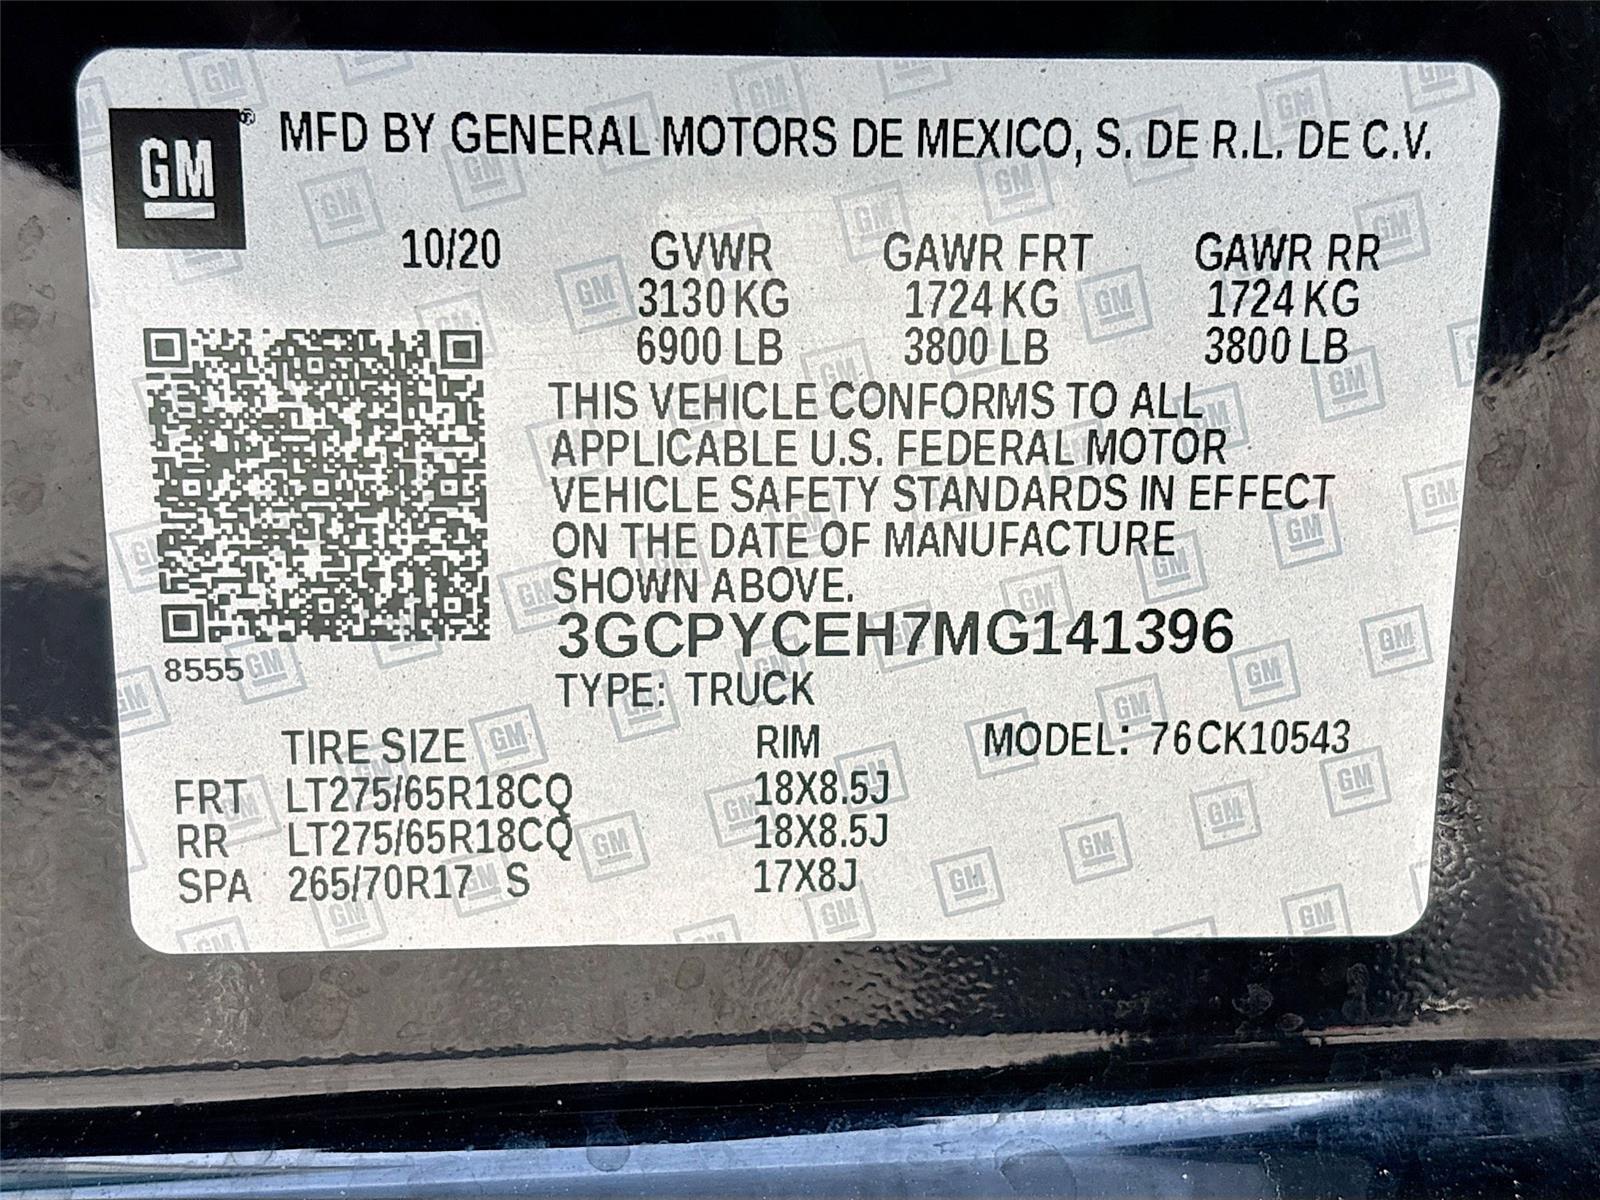 GM® MFD BY GENERAL MOTORS DE MEXICO, S. DE R.L. DE C.V.
10/20 GVWR GAWR FRT GAWR RR
3130 KG 1724 KG 1724 KG
6900 LB 3800 LB 3800 LB
THIS VEHICLE CONFORMS TO ALL
APPLICABLE U.S. FEDERAL MOTOR
VEHICLE SAFETY STANDARDS IN EFFECT
ON THE DATE OF MANUFACTURE
SHOWN ABOVE.
3GCPYCEH7MG141396
8555
TYPE: TRUCK
TIRE SIZE RIM MODEL: 76CK10543
FRT LT275/65R18CQ 18X8.5J
RR LT275/65R18CQ 18X8.5J
SPA 265/70R17 S 17X8J